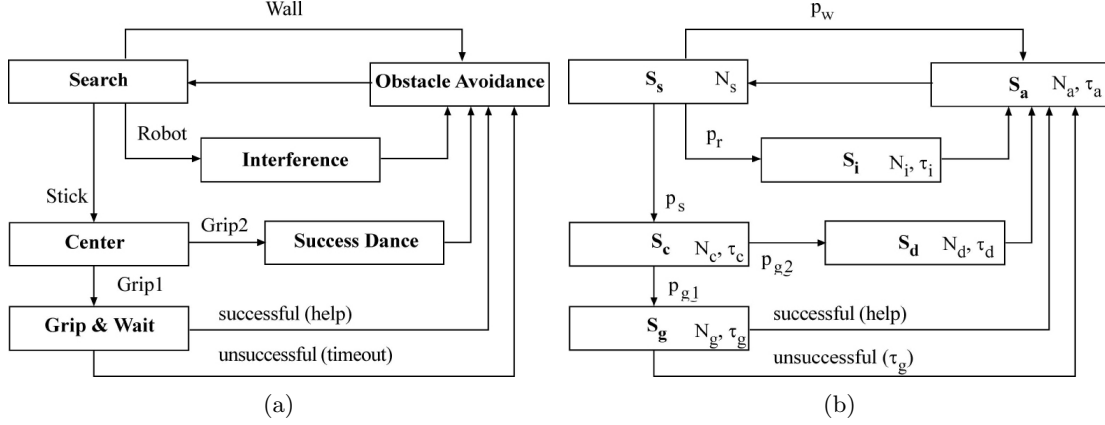 Wall
Search
Obstacle Avoidance
Robot
Interference
Stick
Center
Grip2
Success Dance
Grip1
Grip & Wait
successful (help)
unsuccessful (timeout)
(a)
p_w
S_s N_s
S_a N_a, τ_a
p_r
S_i N_i, τ_i
p_s
S_c N_c, τ_c
p_g2
S_d N_d, τ_d
p_g1
S_g N_g, τ_g
successful (help)
unsuccessful (τ_g)
(b)